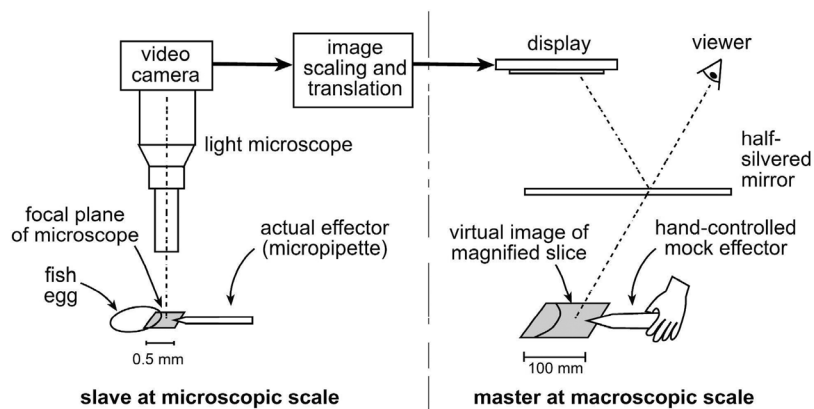 video
camera
image
scaling and
translation
display
viewer
light microscope
half-
silvered
mirror
focal plane
of microscope
actual effector
(micropipette)
virtual image of
magnified slice
hand-controlled
mock effector
fish
egg
0.5 mm
100 mm
slave at microscopic scale
master at macroscopic scale